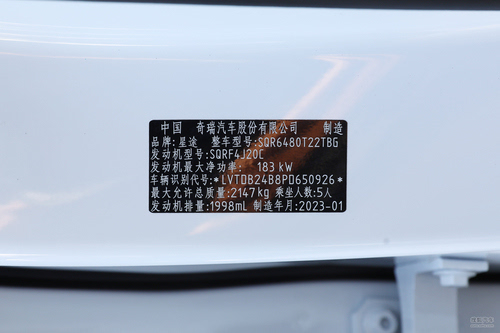 中国 奇瑞汽车股份有限公司 制造
品牌:星途 整车型号:SQR6480T22TBG
发动机型号:SQRF4J20C
发动机最大净功率: 183 kW
车辆识别代号:*LVTDB24B8PD650926*
最大允许总质量:2147kg 乘坐人数:5人
发动机排量:1998mL 制造年月:2023-01